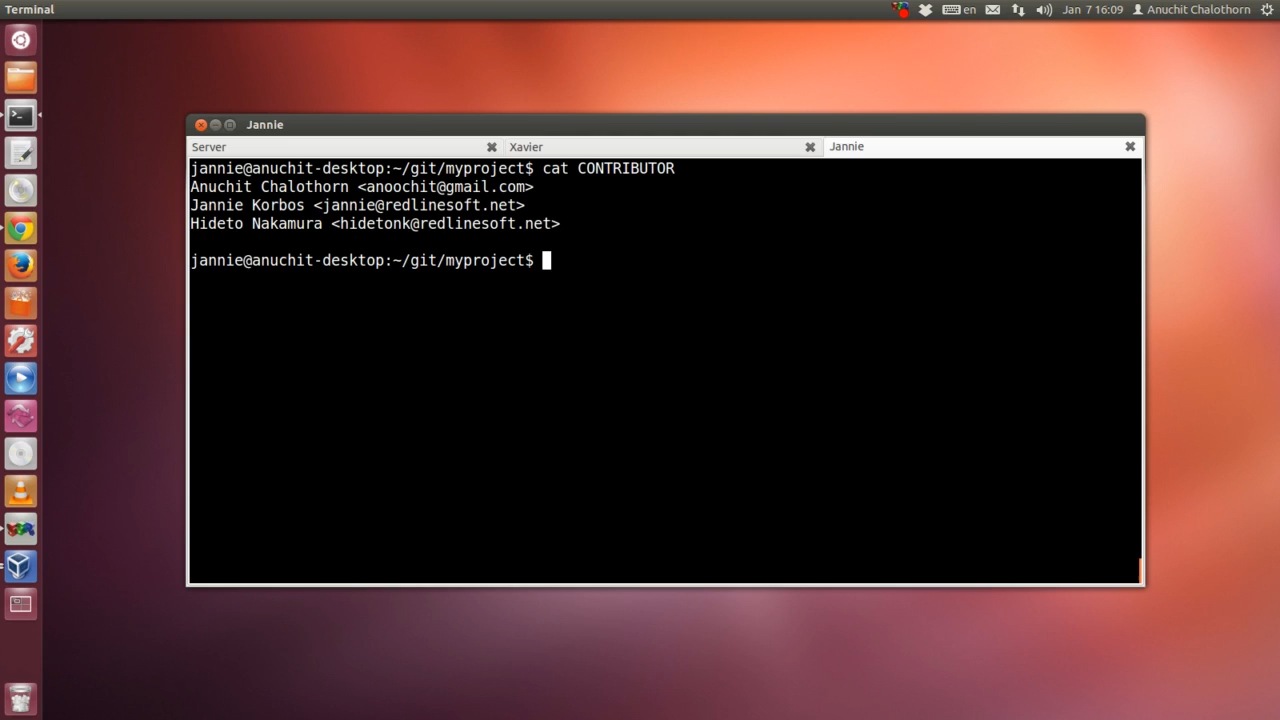 Terminal
en
Jan 7 16:09
Anuchit Chalothorn
Jannie
Server
Xavier
Jannie
jannie@anuchit-desktop:~/git/myproject$ cat CONTRIBUTOR
Anuchit Chalothorn <anoochit@gmail.com>
Jannie Korbos <jannie@redlinesoft.net>
Hideto Nakamura <hidetonk@redlinesoft.net>
jannie@anuchit-desktop:~/git/myproject$